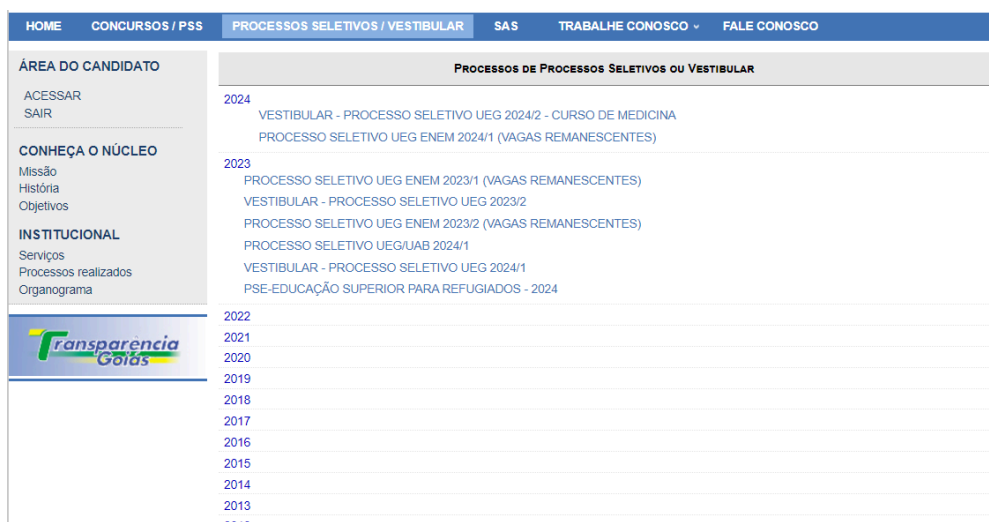 HOME CONCURSOS / PSS PROCESSOS SELETIVOS / VESTIBULAR SAS TRABALHE CONOSCO FALE CONOSCO
ÁREA DO CANDIDATO
ACESSAR
SAIR
CONHEÇA O NÚCLEO
Missão
História
Objetivos
INSTITUCIONAL
Serviços
Processos realizados
Organograma
Transparência
Goiás
Processos de Processos Seletivos ou Vestibular
2024
VESTIBULAR - PROCESSO SELETIVO UEG 2024/2 - CURSO DE MEDICINA
PROCESSO SELETIVO UEG ENEM 2024/1 (VAGAS REMANESCENTES)
2023
PROCESSO SELETIVO UEG ENEM 2023/1 (VAGAS REMANESCENTES)
VESTIBULAR - PROCESSO SELETIVO UEG 2023/2
PROCESSO SELETIVO UEG ENEM 2023/2 (VAGAS REMANESCENTES)
PROCESSO SELETIVO UEG/UAB 2024/1
VESTIBULAR - PROCESSO SELETIVO UEG 2024/1
PSE-EDUCAÇÃO SUPERIOR PARA REFUGIADOS - 2024
2022
2021
2020
2019
2018
2017
2016
2015
2014
2013